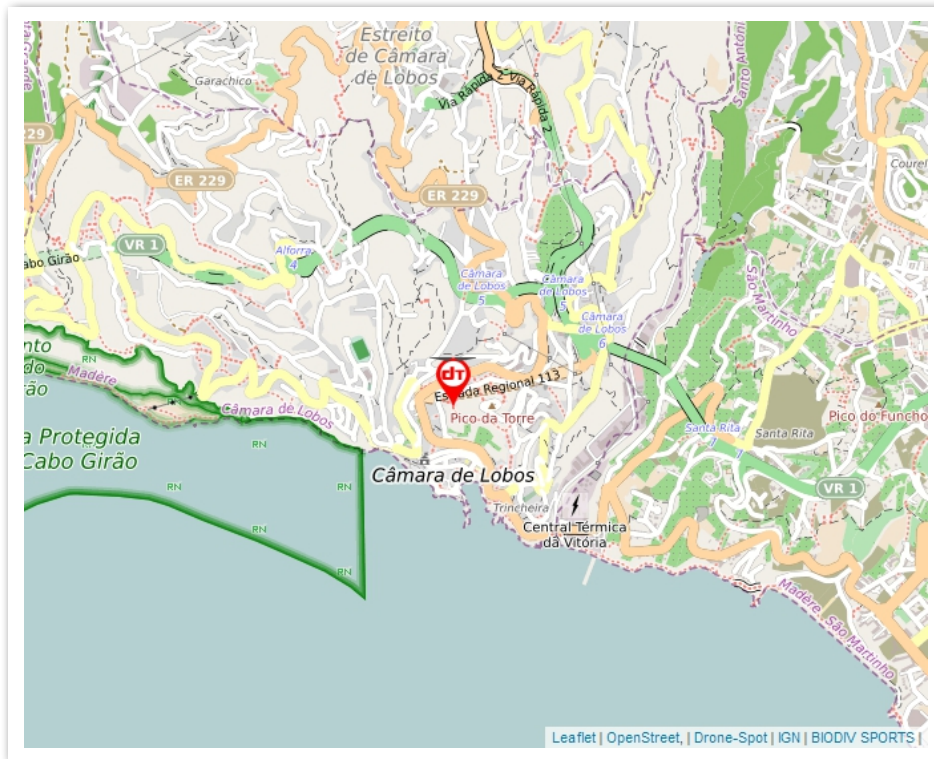 Estreito
de Câmara
de Lobos
Garachico
Via Rápida 2
Via Rápida 2
Santo Antóni
229
ER 229
ER 229
Courel
VR 1
abo Girão
Alforra
4
Câmara
de Lobos
5
Câmara
de Lobos
5
Câmara
de Lobos
6
São Martinho
nto
do
rão
RN
Madère
dT
Estrada Regional 113
Pico da Torre
Câmara de Lobos
Pico do Funcho
Santa Rita
7
1
Santa Rita
a Protegida
Cabo Girão
RN
RN
RN
RN
RN
Câmara de Lobos
VR 1
Trincheira
Central Térmica
da Vitória
Madère
São Martinho
Leaflet | OpenStreet, | Drone-Spot | IGN | BIODIV SPORTS |